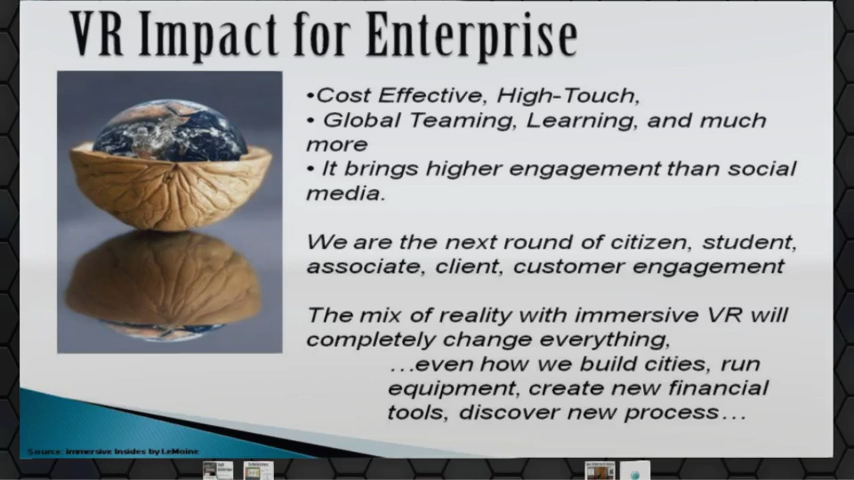 VR Impact for Enterprise
•Cost Effective, High-Touch,
• Global Teaming, Learning, and much
more
• It brings higher engagement than social
media.
We are the next round of citizen, student,
associate, client, customer engagement
The mix of reality with immersive VR will
completely change everything,
...even how we build cities, run
equipment, create new financial
tools, discover new process...
Source: Immersive Insides by LeMoine